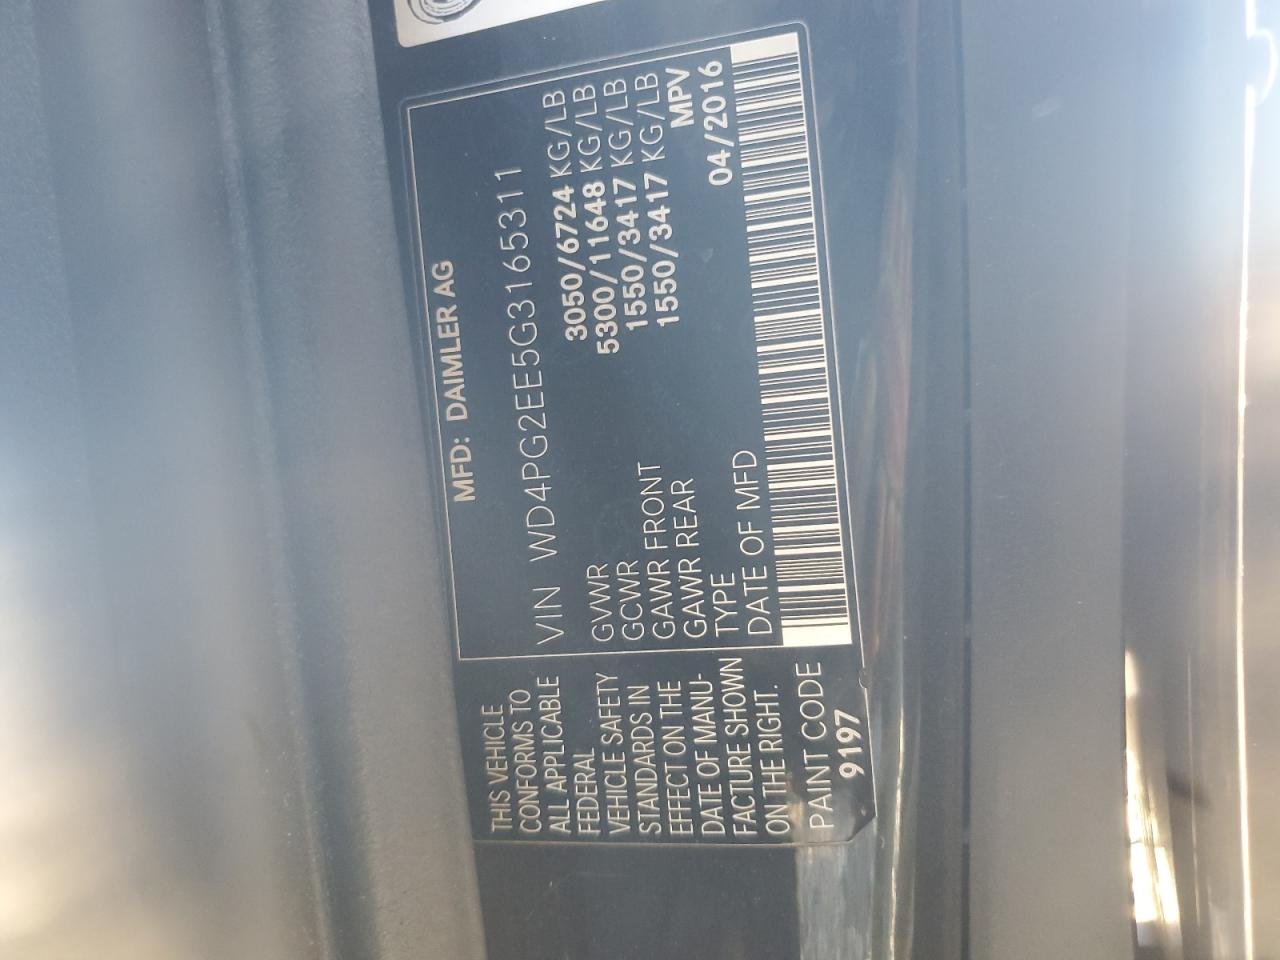 MFD: DAIMLER AG
VIN WD4PG2EE5G3165311
GVWR 3050/6724 KG/LB
GCWR 5300/11648 KG/LB
GAWR FRONT 1550/3417 KG/LB
GAWR REAR 1550/3417 KG/LB
TYPE MPV
DATE OF MFD 04/2016
THIS VEHICLE
CONFORMS TO
ALL APPLICABLE
FEDERAL
VEHICLE SAFETY
STANDARDS IN
EFFECT ON THE
DATE OF MANU-
FACTURE SHOWN
ON THE RIGHT.
PAINT CODE
9197